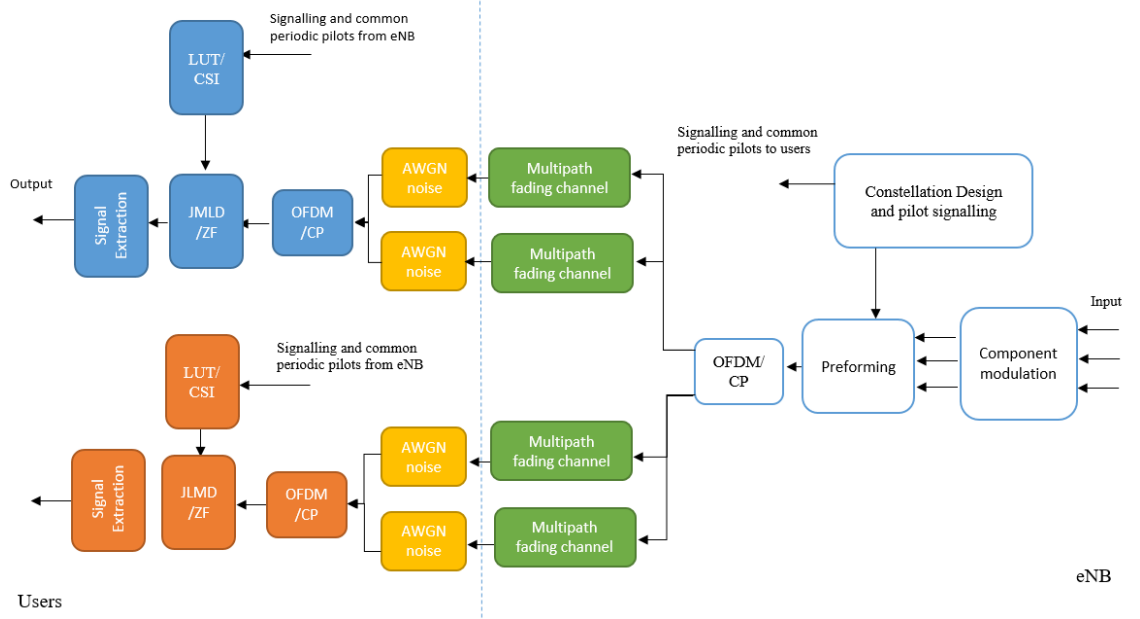 Signalling and common
periodic pilots from eNB
LUT/
CSI
Output
Signal
Extraction
JMLD
/ZF
OFDM
/CP
AWGN
noise
AWGN
noise
Multipath
fading channel
Multipath
fading channel
Signalling and common
periodic pilots to users
Constellation Design
and pilot signalling
Input
Component
modulation
Preforming
OFDM/
CP
Signalling and common
periodic pilots from eNB
LUT/
CSI
Signal
Extraction
JLMD
/ZF
OFDM
/CP
AWGN
noise
AWGN
noise
Multipath
fading channel
Multipath
fading channel
Users
eNB